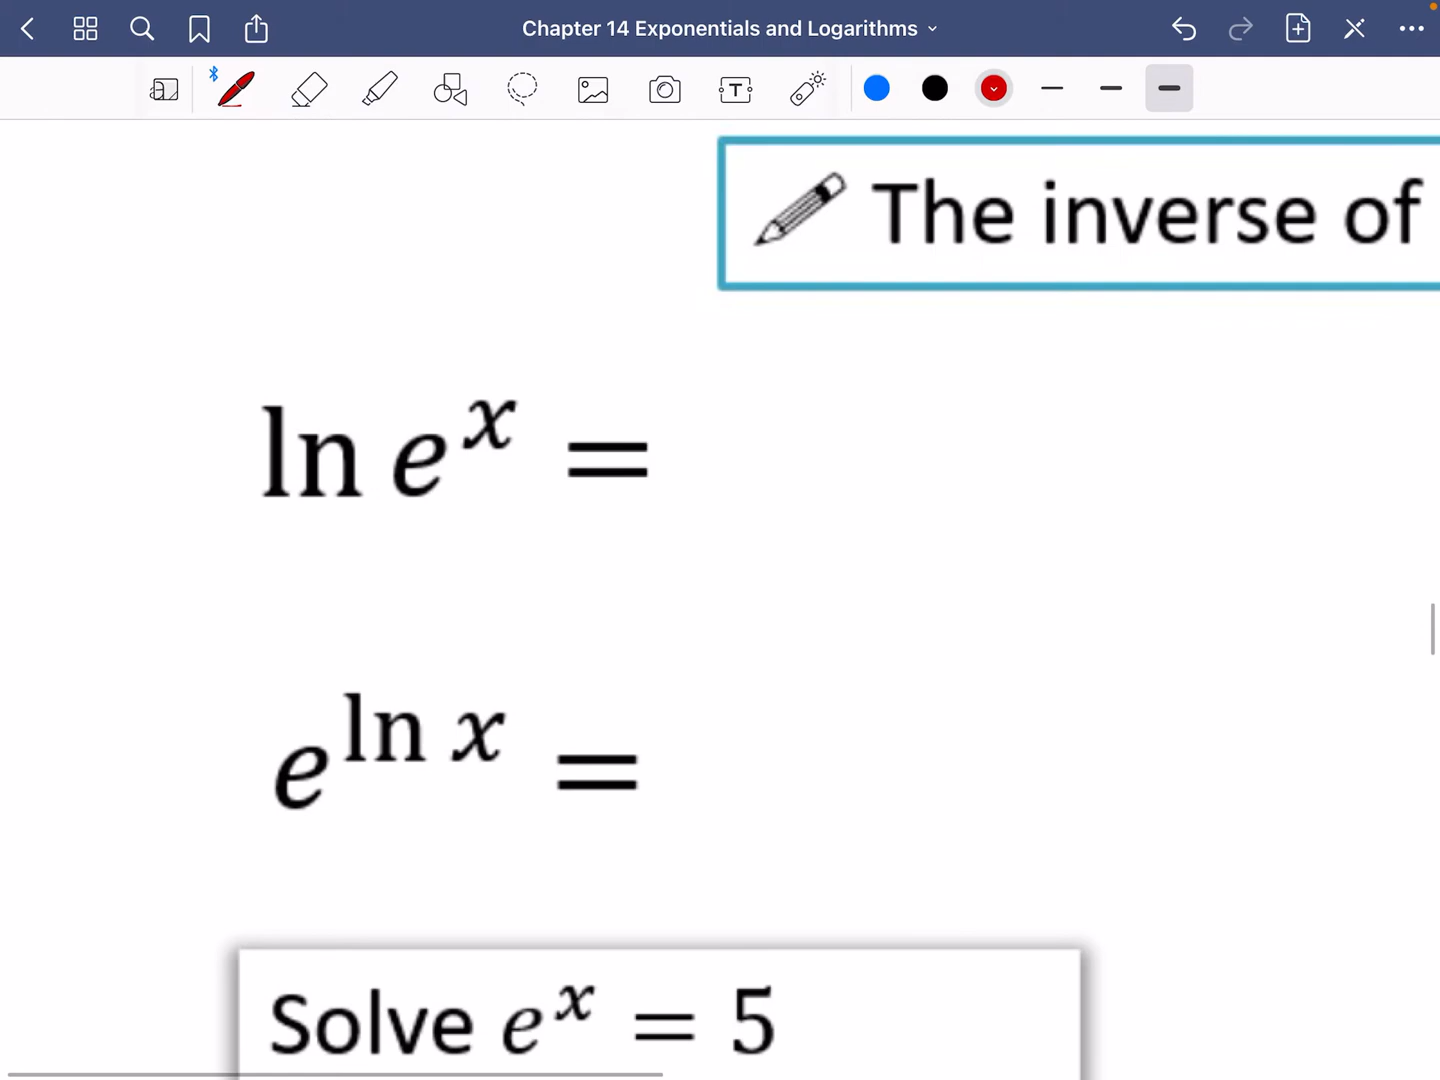 Chapter 14 Exponentials and Logarithms
T
The inverse of
ln e^x =
e^{ln x} =
Solve e^x = 5